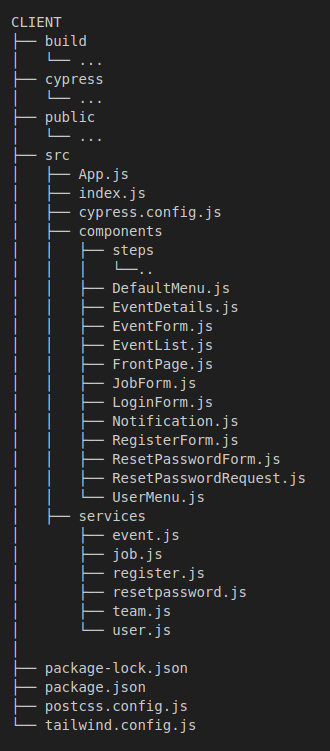 CLIENT
├── build
│   └── ...
├── cypress
│   └── ...
├── public
│   └── ...
├── src
│   ├── App.js
│   ├── index.js
│   ├── cypress.config.js
│   ├── components
│   │   ├── steps
│   │   │   └──..
│   │   ├── DefaultMenu.js
│   │   ├── EventDetails.js
│   │   ├── EventForm.js
│   │   ├── EventList.js
│   │   ├── FrontPage.js
│   │   ├── JobForm.js
│   │   ├── LoginForm.js
│   │   ├── Notification.js
│   │   ├── RegisterForm.js
│   │   ├── ResetPasswordForm.js
│   │   ├── ResetPasswordRequest.js
│   │   └── UserMenu.js
│   ├── services
│       ├── event.js
│       ├── job.js
│       ├── register.js
│       ├── resetpassword.js
│       ├── team.js
│       └── user.js
│
├── package-lock.json
├── package.json
├── postcss.config.js
└── tailwind.config.js